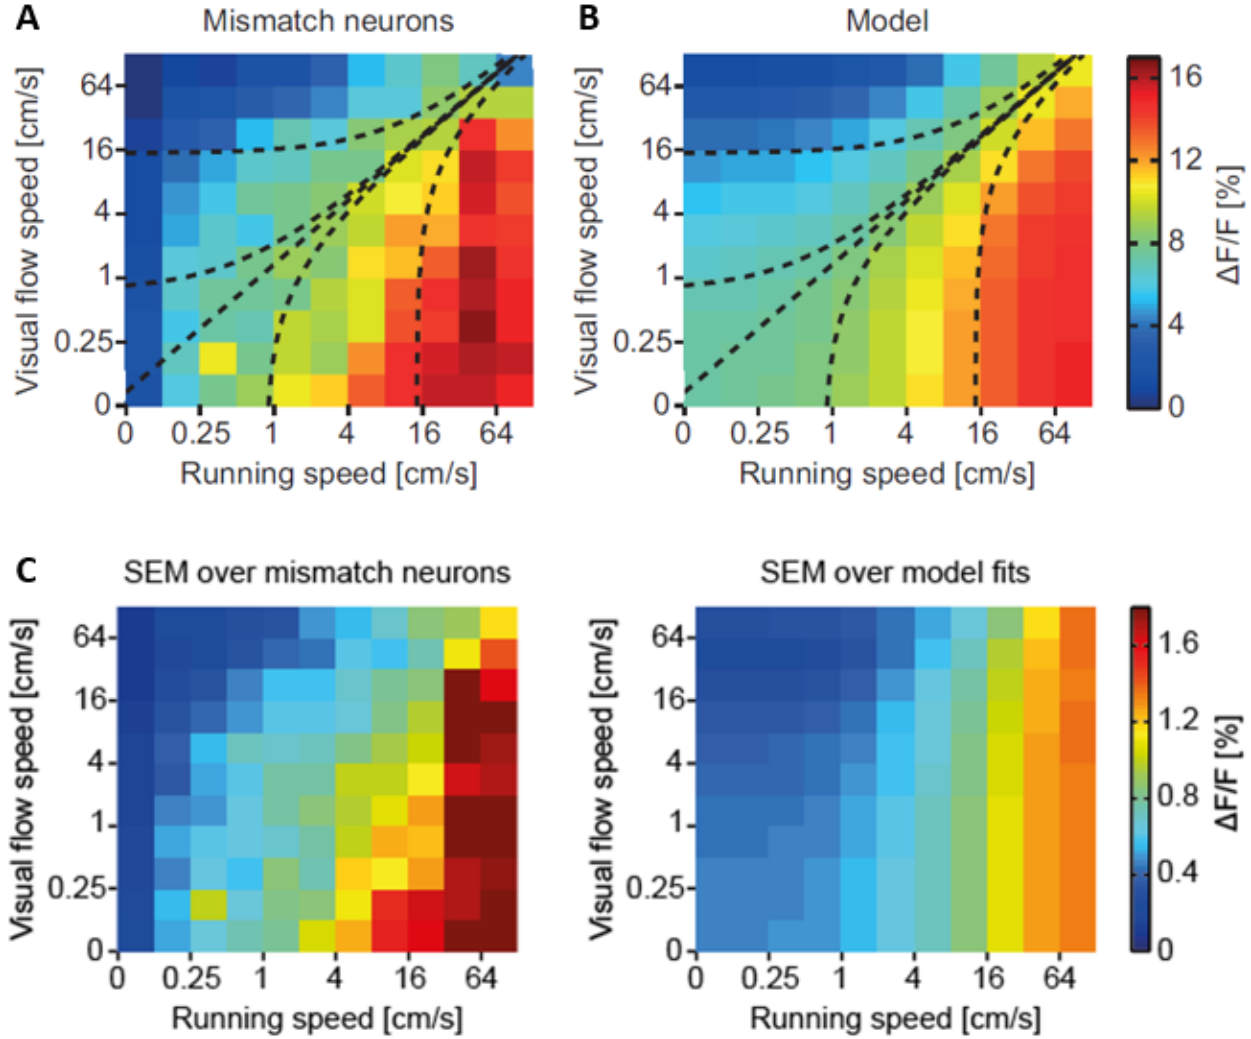 A
Mismatch neurons
Visual flow speed [cm/s]
64
16
4
1
0.25
0
0 0.25 1 4 16 64
Running speed [cm/s]
B
Model
Visual flow speed [cm/s]
64
16
4
1
0.25
0
0 0.25 1 4 16 64
Running speed [cm/s]
16
12
8
4
0
ΔF/F [%]
C
SEM over mismatch neurons
Visual flow speed [cm/s]
64
16
4
1
0.25
0
0 0.25 1 4 16 64
Running speed [cm/s]
SEM over model fits
Visual flow speed [cm/s]
64
16
4
1
0.25
0
0 0.25 1 4 16 64
Running speed [cm/s]
1.6
1.2
0.8
0.4
0
ΔF/F [%]